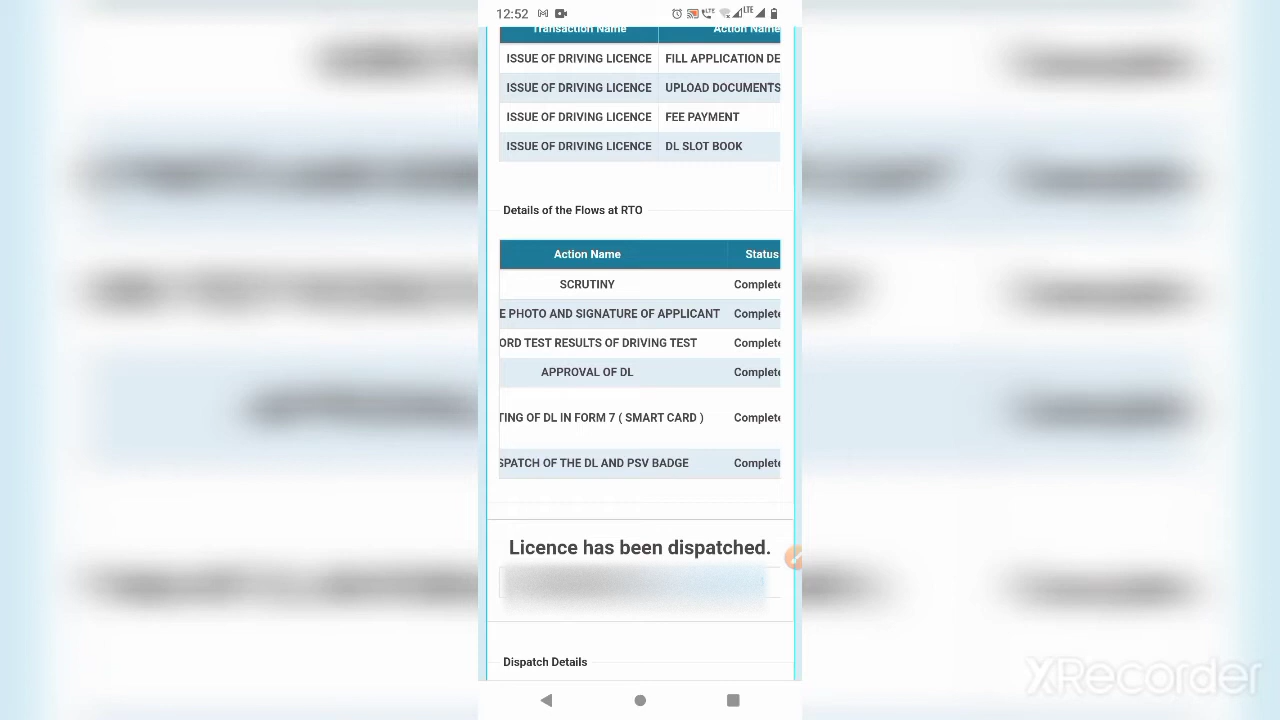 12:52
LTE LTE
Transaction Name Action Name
ISSUE OF DRIVING LICENCE FILL APPLICATION DE
ISSUE OF DRIVING LICENCE UPLOAD DOCUMENTS
ISSUE OF DRIVING LICENCE FEE PAYMENT
ISSUE OF DRIVING LICENCE DL SLOT BOOK
Details of the Flows at RTO
Action Name Status
SCRUTINY Complete
E PHOTO AND SIGNATURE OF APPLICANT Complete
ORD TEST RESULTS OF DRIVING TEST Complete
APPROVAL OF DL Complete
TING OF DL IN FORM 7 ( SMART CARD ) Complete
SPATCH OF THE DL AND PSV BADGE Complete
Licence has been dispatched.
Dispatch Details
XRecorder